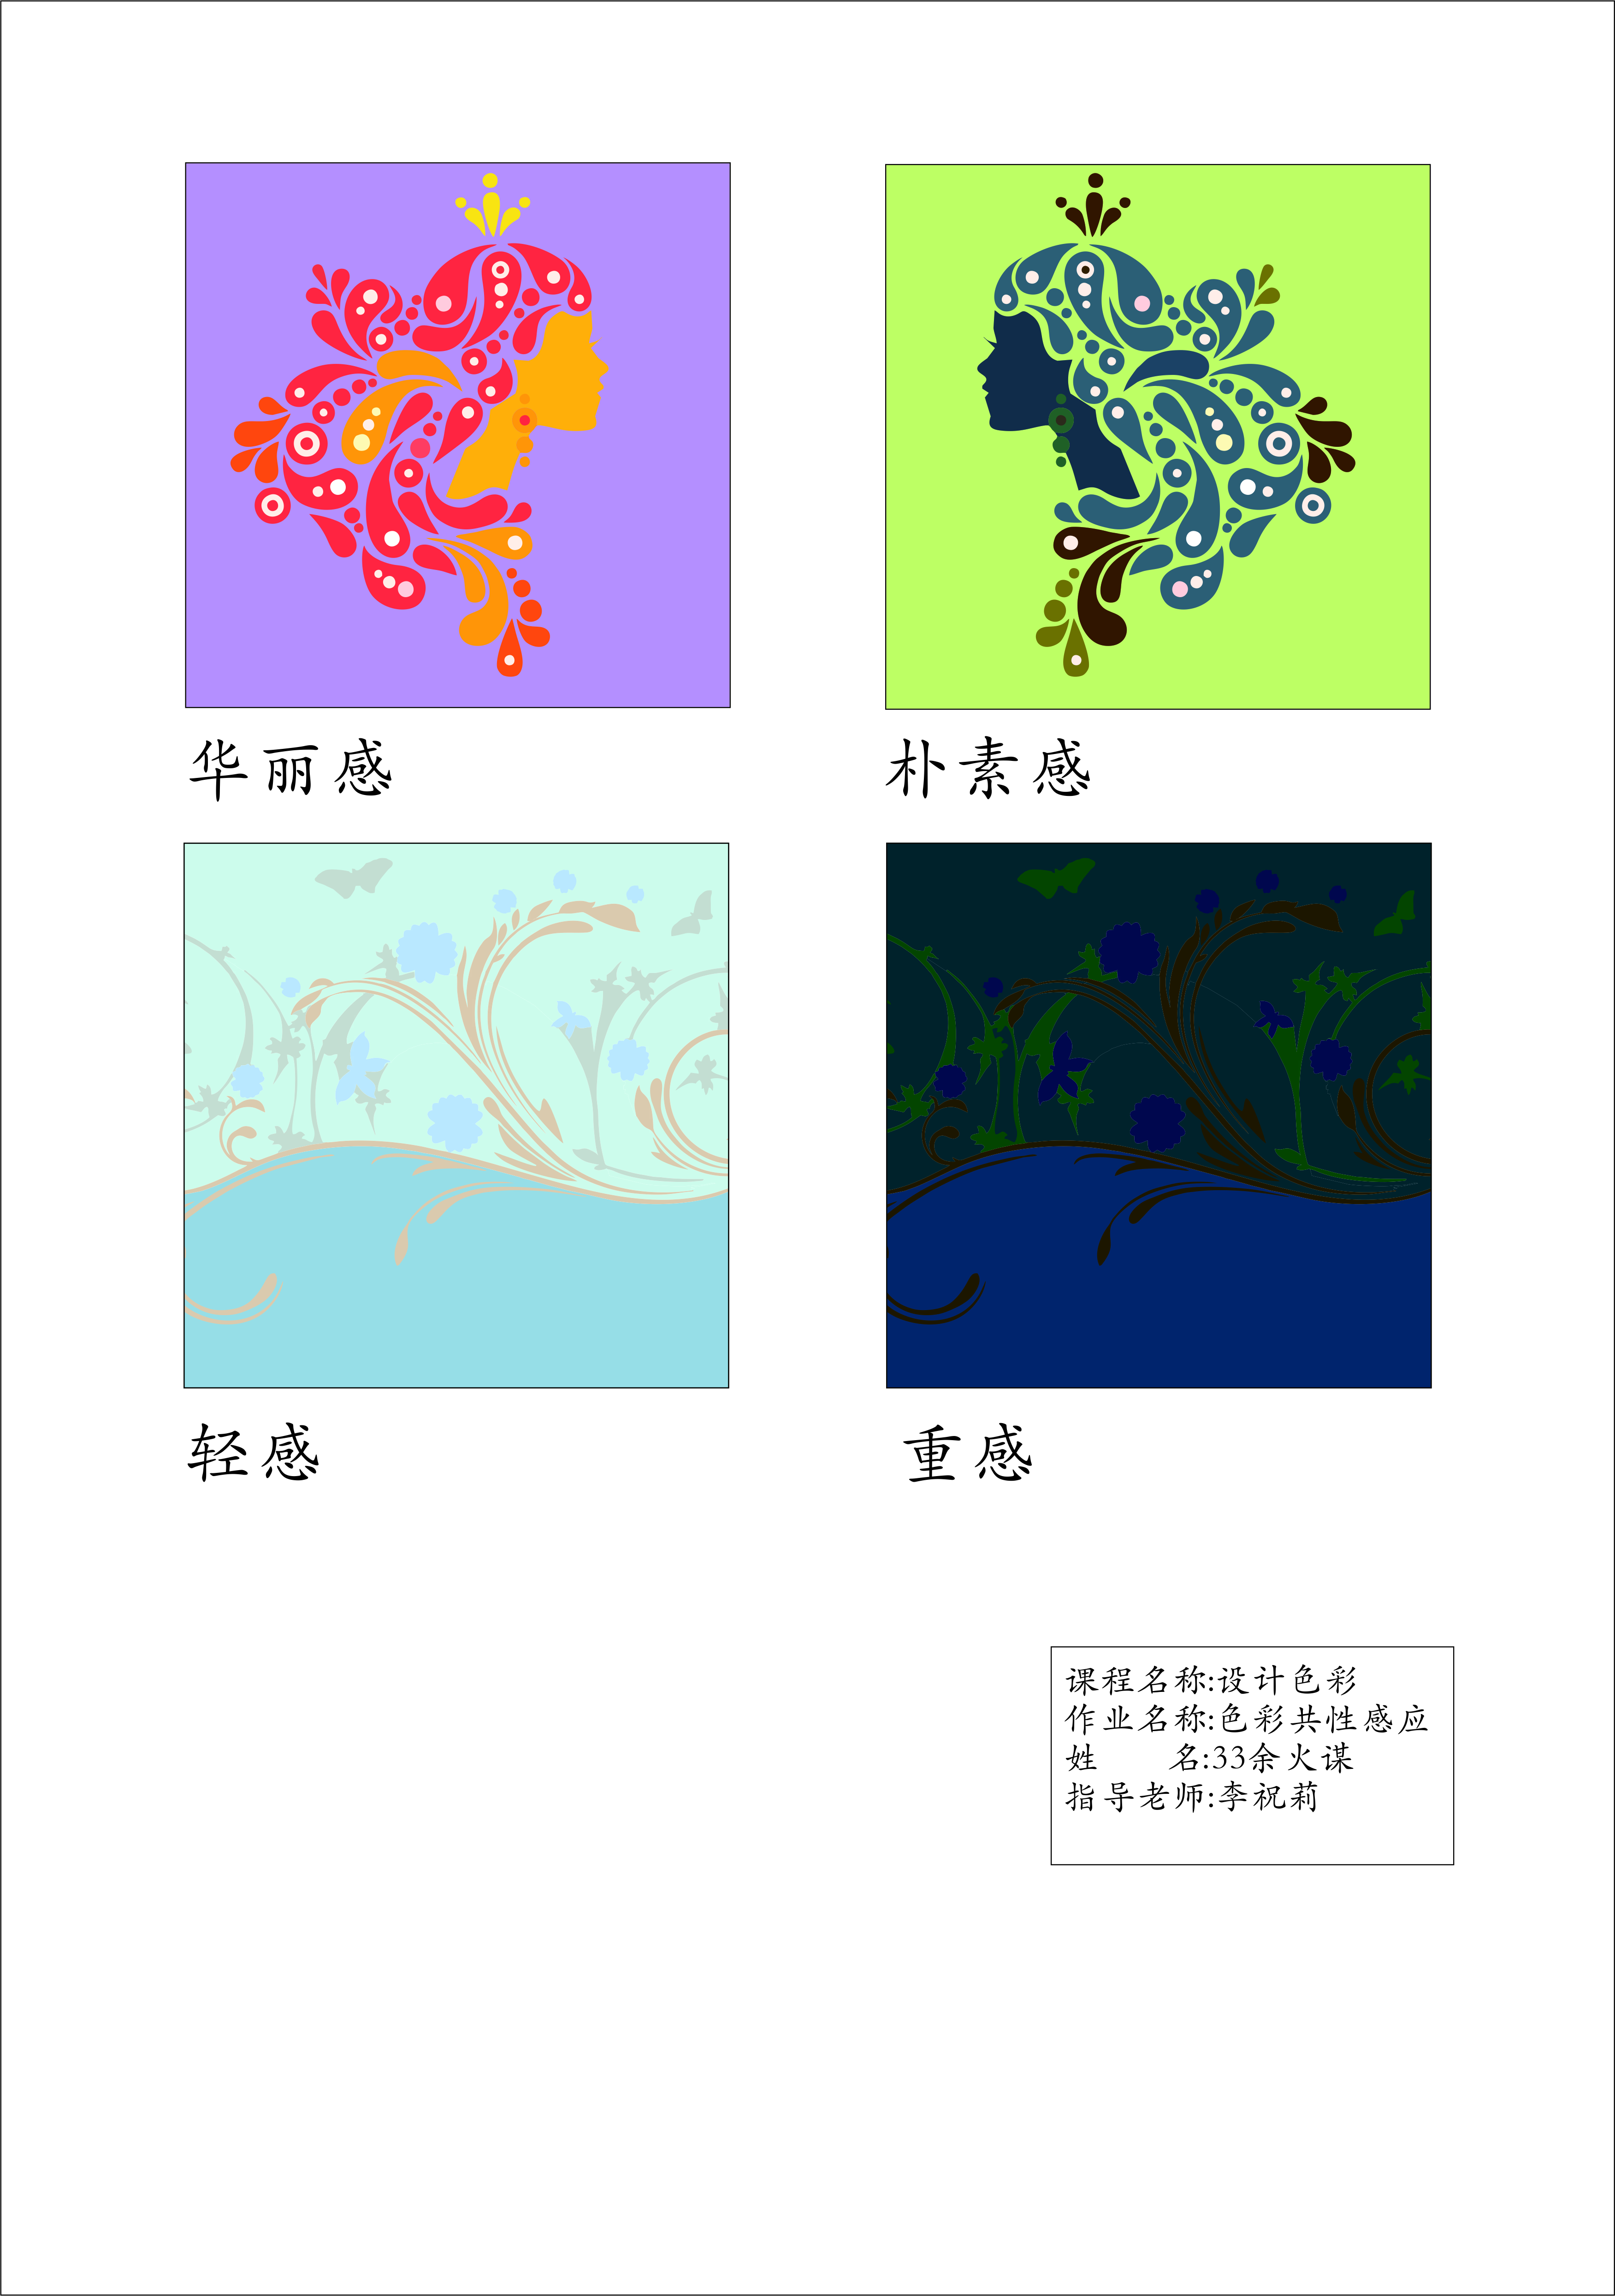 华丽感
朴素感
轻感
重感
课程名称:设计色彩
作业名称:色彩共性感应
姓 名:33余火谋
指导老师:李祝莉